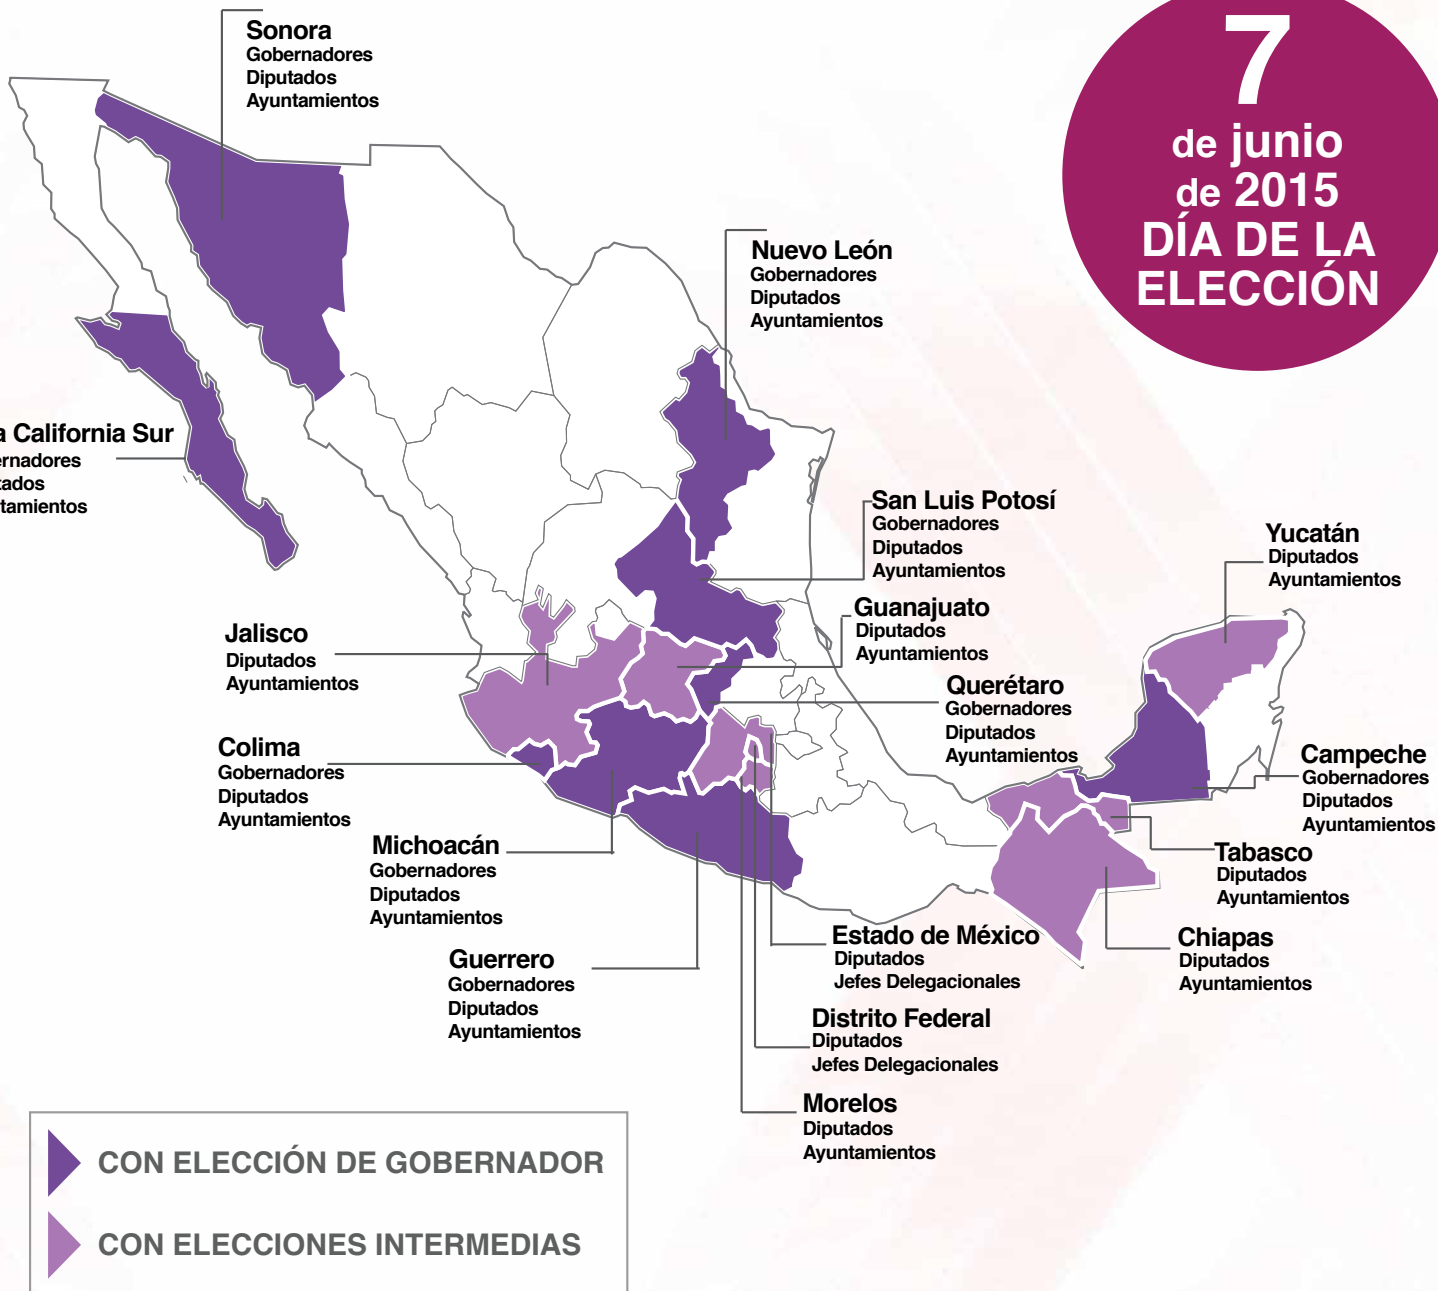 7
de junio
de 2015
DÍA DE LA
ELECCIÓN
Sonora
Gobernadores
Diputados
Ayuntamientos
Nuevo León
Gobernadores
Diputados
Ayuntamientos
a California Sur
ernadores
tados
tamientos
San Luis Potosí
Gobernadores
Diputados
Ayuntamientos
Yucatán
Diputados
Ayuntamientos
Jalisco
Diputados
Ayuntamientos
Guanajuato
Diputados
Ayuntamientos
Querétaro
Gobernadores
Diputados
Ayuntamientos
Colima
Gobernadores
Diputados
Ayuntamientos
Campeche
Gobernadores
Diputados
Ayuntamientos
Michoacán
Gobernadores
Diputados
Ayuntamientos
Tabasco
Diputados
Ayuntamientos
Guerrero
Gobernadores
Diputados
Ayuntamientos
Estado de México
Diputados
Jefes Delegacionales
Chiapas
Diputados
Ayuntamientos
Distrito Federal
Diputados
Jefes Delegacionales
Morelos
Diputados
Ayuntamientos
CON ELECCIÓN DE GOBERNADOR
CON ELECCIONES INTERMEDIAS